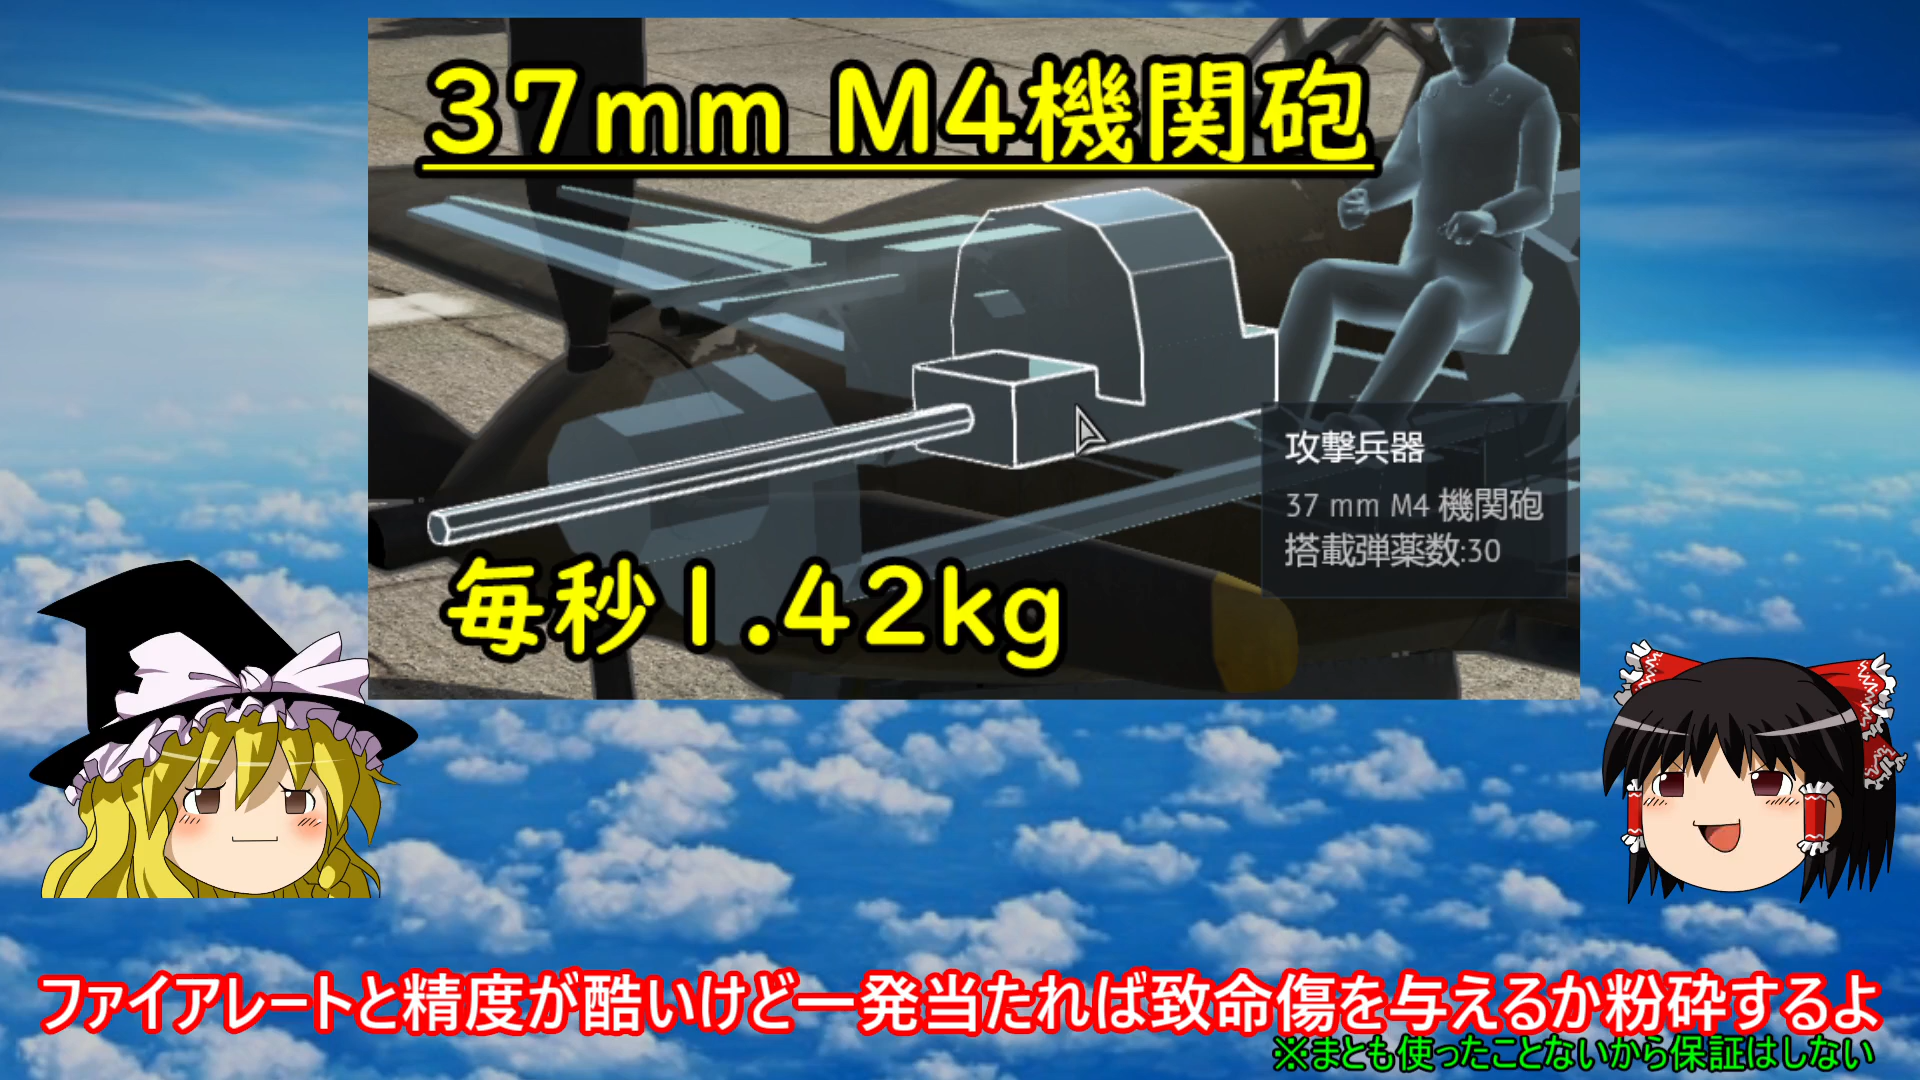 37mm M4機関砲
攻撃兵器
37 mm M4 機関砲
搭載弾薬数:30
毎秒1.42kg
ファイアレートと精度が酷いけど一発当たれば致命傷を与えるか粉砕するよ
※まとも使ったことないから保証はしない